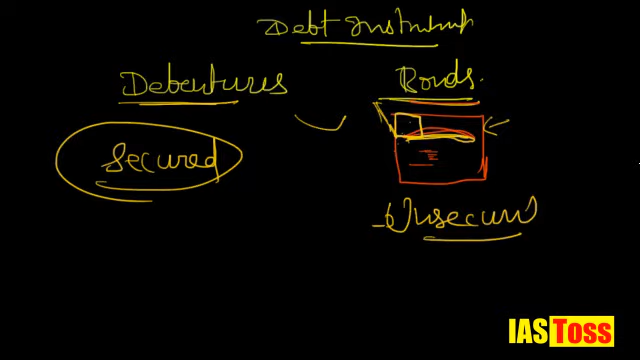 Debt Instrument
Debentures Bonds.
Secured
Unsecured
IASToss